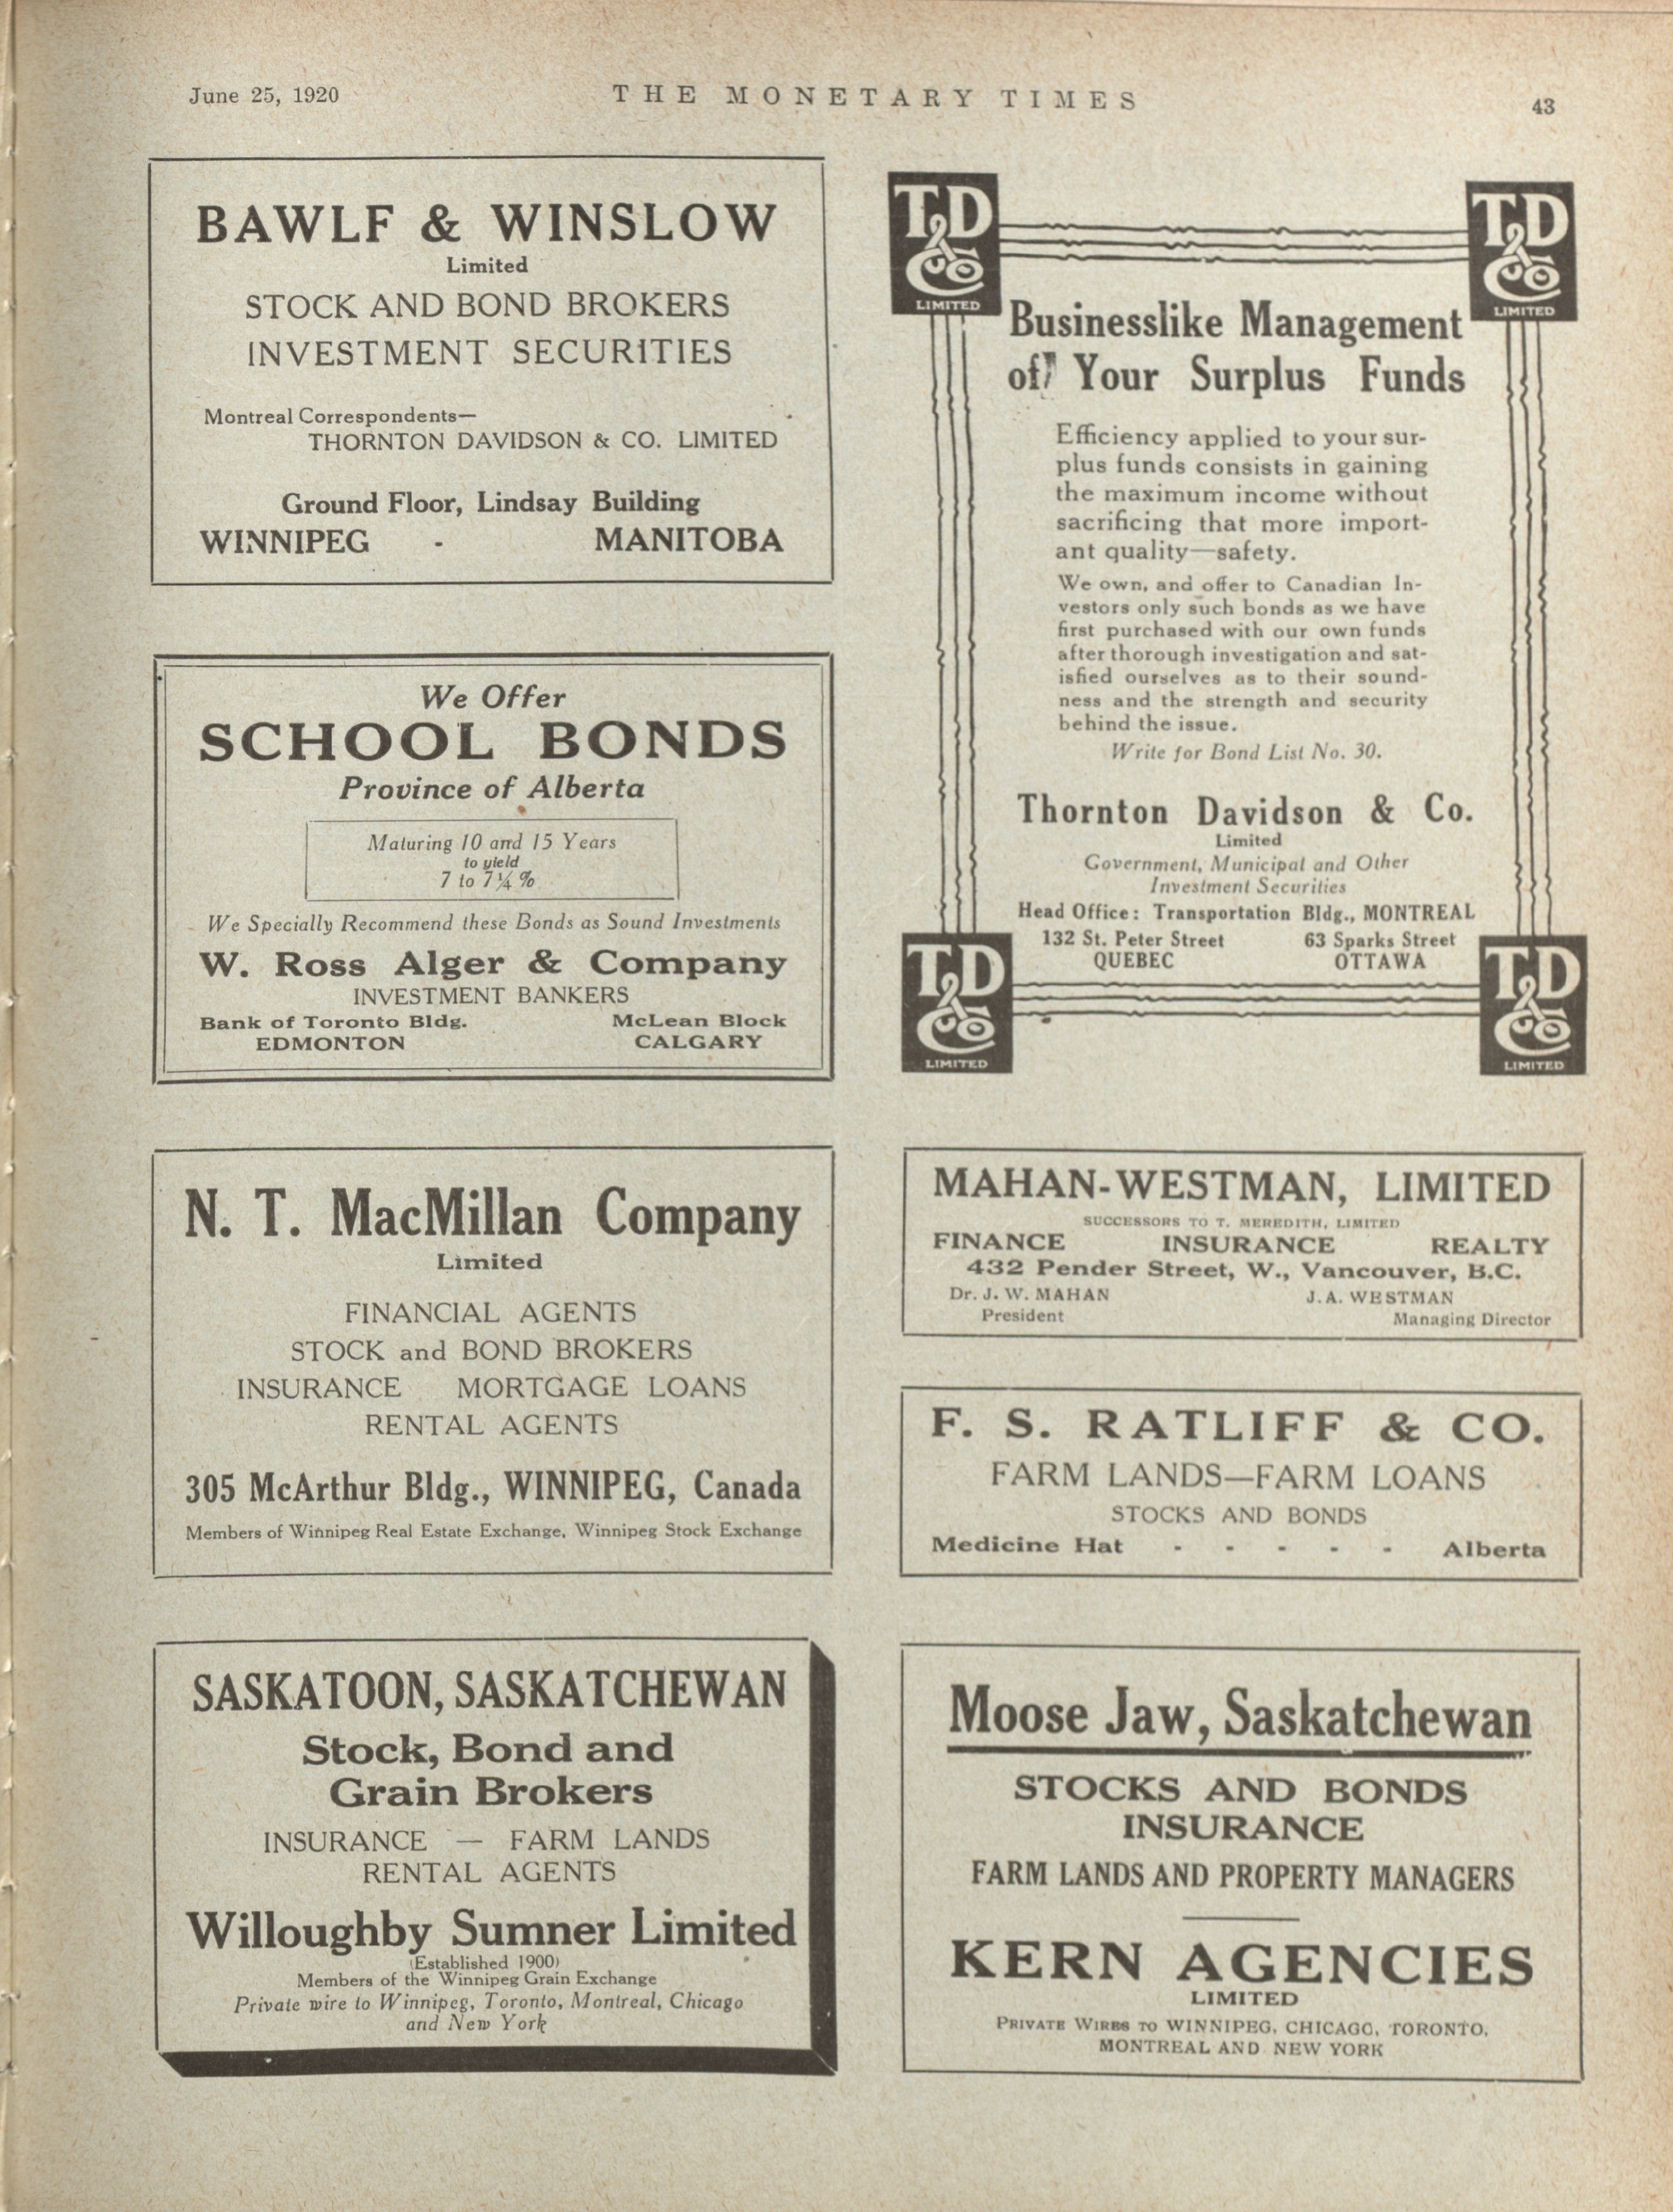 June 25, 1920
THE MONETARY TIMES
43
BAWLF & WINSLOW
Limited
STOCK AND BOND BROKERS
INVESTMENT SECURITIES
Montreal Correspondents—
THORNTON DAVIDSON & CO. LIMITED
Ground Floor, Lindsay Building
WINNIPEG - MANITOBA
We Offer
SCHOOL BONDS
Province of Alberta
Maturing 10 and 15 Years
to yield
7 to 7¼%
We Specially Recommend these Bonds as Sound Investments
W. Ross Alger & Company
INVESTMENT BANKERS
Bank of Toronto Bldg. McLean Block
EDMONTON CALGARY
N. T. MacMillan Company
Limited
FINANCIAL AGENTS
STOCK and BOND BROKERS
INSURANCE MORTGAGE LOANS
RENTAL AGENTS
305 McArthur Bldg., WINNIPEG, Canada
Members of Winnipeg Real Estate Exchange, Winnipeg Stock Exchange
SASKATOON, SASKATCHEWAN
Stock, Bond and
Grain Brokers
INSURANCE — FARM LANDS
RENTAL AGENTS
Willoughby Sumner Limited
(Established 1900)
Members of the Winnipeg Grain Exchange
Private wire to Winnipeg, Toronto, Montreal, Chicago
and New York
T.D & Co LIMITED
T.D & Co LIMITED
Businesslike Management
of Your Surplus Funds
Efficiency applied to your sur-
plus funds consists in gaining
the maximum income without
sacrificing that more import-
ant quality—safety.
We own, and offer to Canadian In-
vestors only such bonds as we have
first purchased with our own funds
after thorough investigation and sat-
isfied ourselves as to their sound-
ness and the strength and security
behind the issue.
Write for Bond List No. 30.
Thornton Davidson & Co.
Limited
Government, Municipal and Other
Investment Securities
Head Office: Transportation Bldg., MONTREAL
132 St. Peter Street 63 Sparks Street
QUEBEC OTTAWA
T.D & Co LIMITED
T.D & Co LIMITED
MAHAN-WESTMAN, LIMITED
SUCCESSORS TO T. MEREDITH, LIMITED
FINANCE INSURANCE REALTY
432 Pender Street, W., Vancouver, B.C.
Dr. J. W. MAHAN J. A. WESTMAN
President Managing Director
F. S. RATLIFF & CO.
FARM LANDS—FARM LOANS
STOCKS AND BONDS
Medicine Hat - - - - - Alberta
Moose Jaw, Saskatchewan
STOCKS AND BONDS
INSURANCE
FARM LANDS AND PROPERTY MANAGERS
KERN AGENCIES
LIMITED
PRIVATE WIRES TO WINNIPEG, CHICAGO, TORONTO,
MONTREAL AND NEW YORK